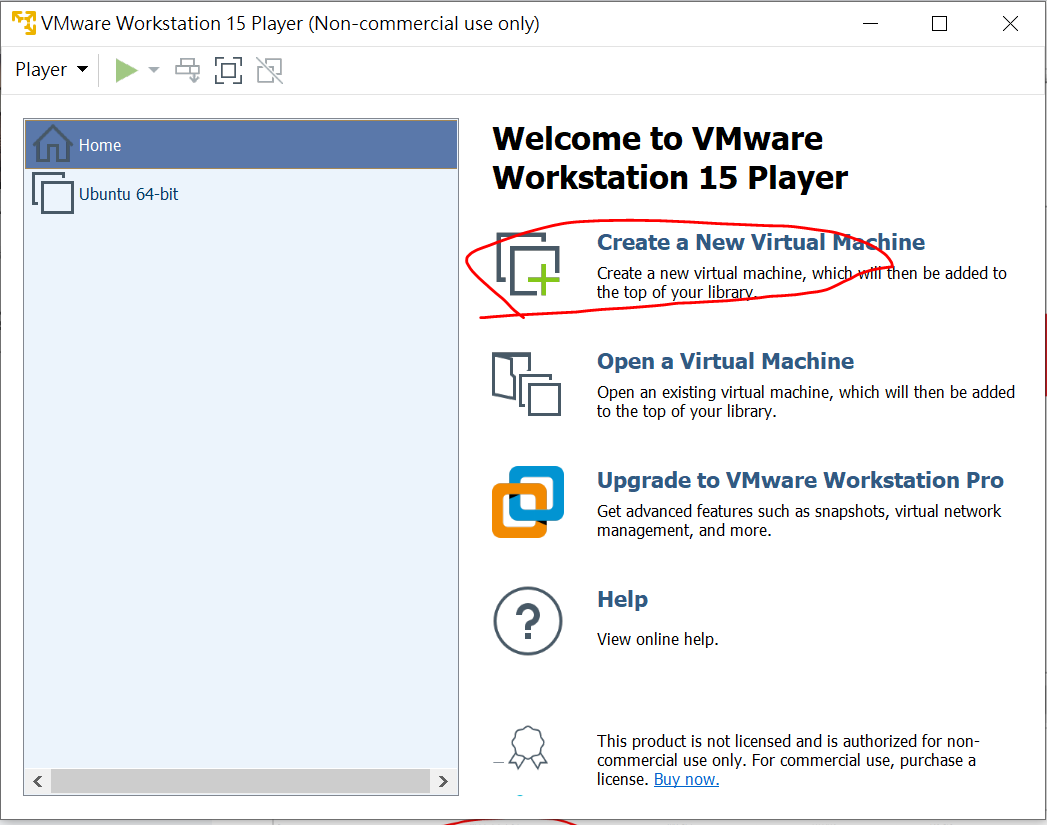 VMware Workstation 15 Player (Non-commercial use only)
Player
Home
Ubuntu 64-bit
Welcome to VMware
Workstation 15 Player
Create a New Virtual Machine
Create a new virtual machine, which will then be added to
the top of your library.
Open a Virtual Machine
Open an existing virtual machine, which will then be added
to the top of your library.
Upgrade to VMware Workstation Pro
Get advanced features such as snapshots, virtual network
management, and more.
?
Help
View online help.
This product is not licensed and is authorized for non-
commercial use only. For commercial use, purchase a
license. Buy now.